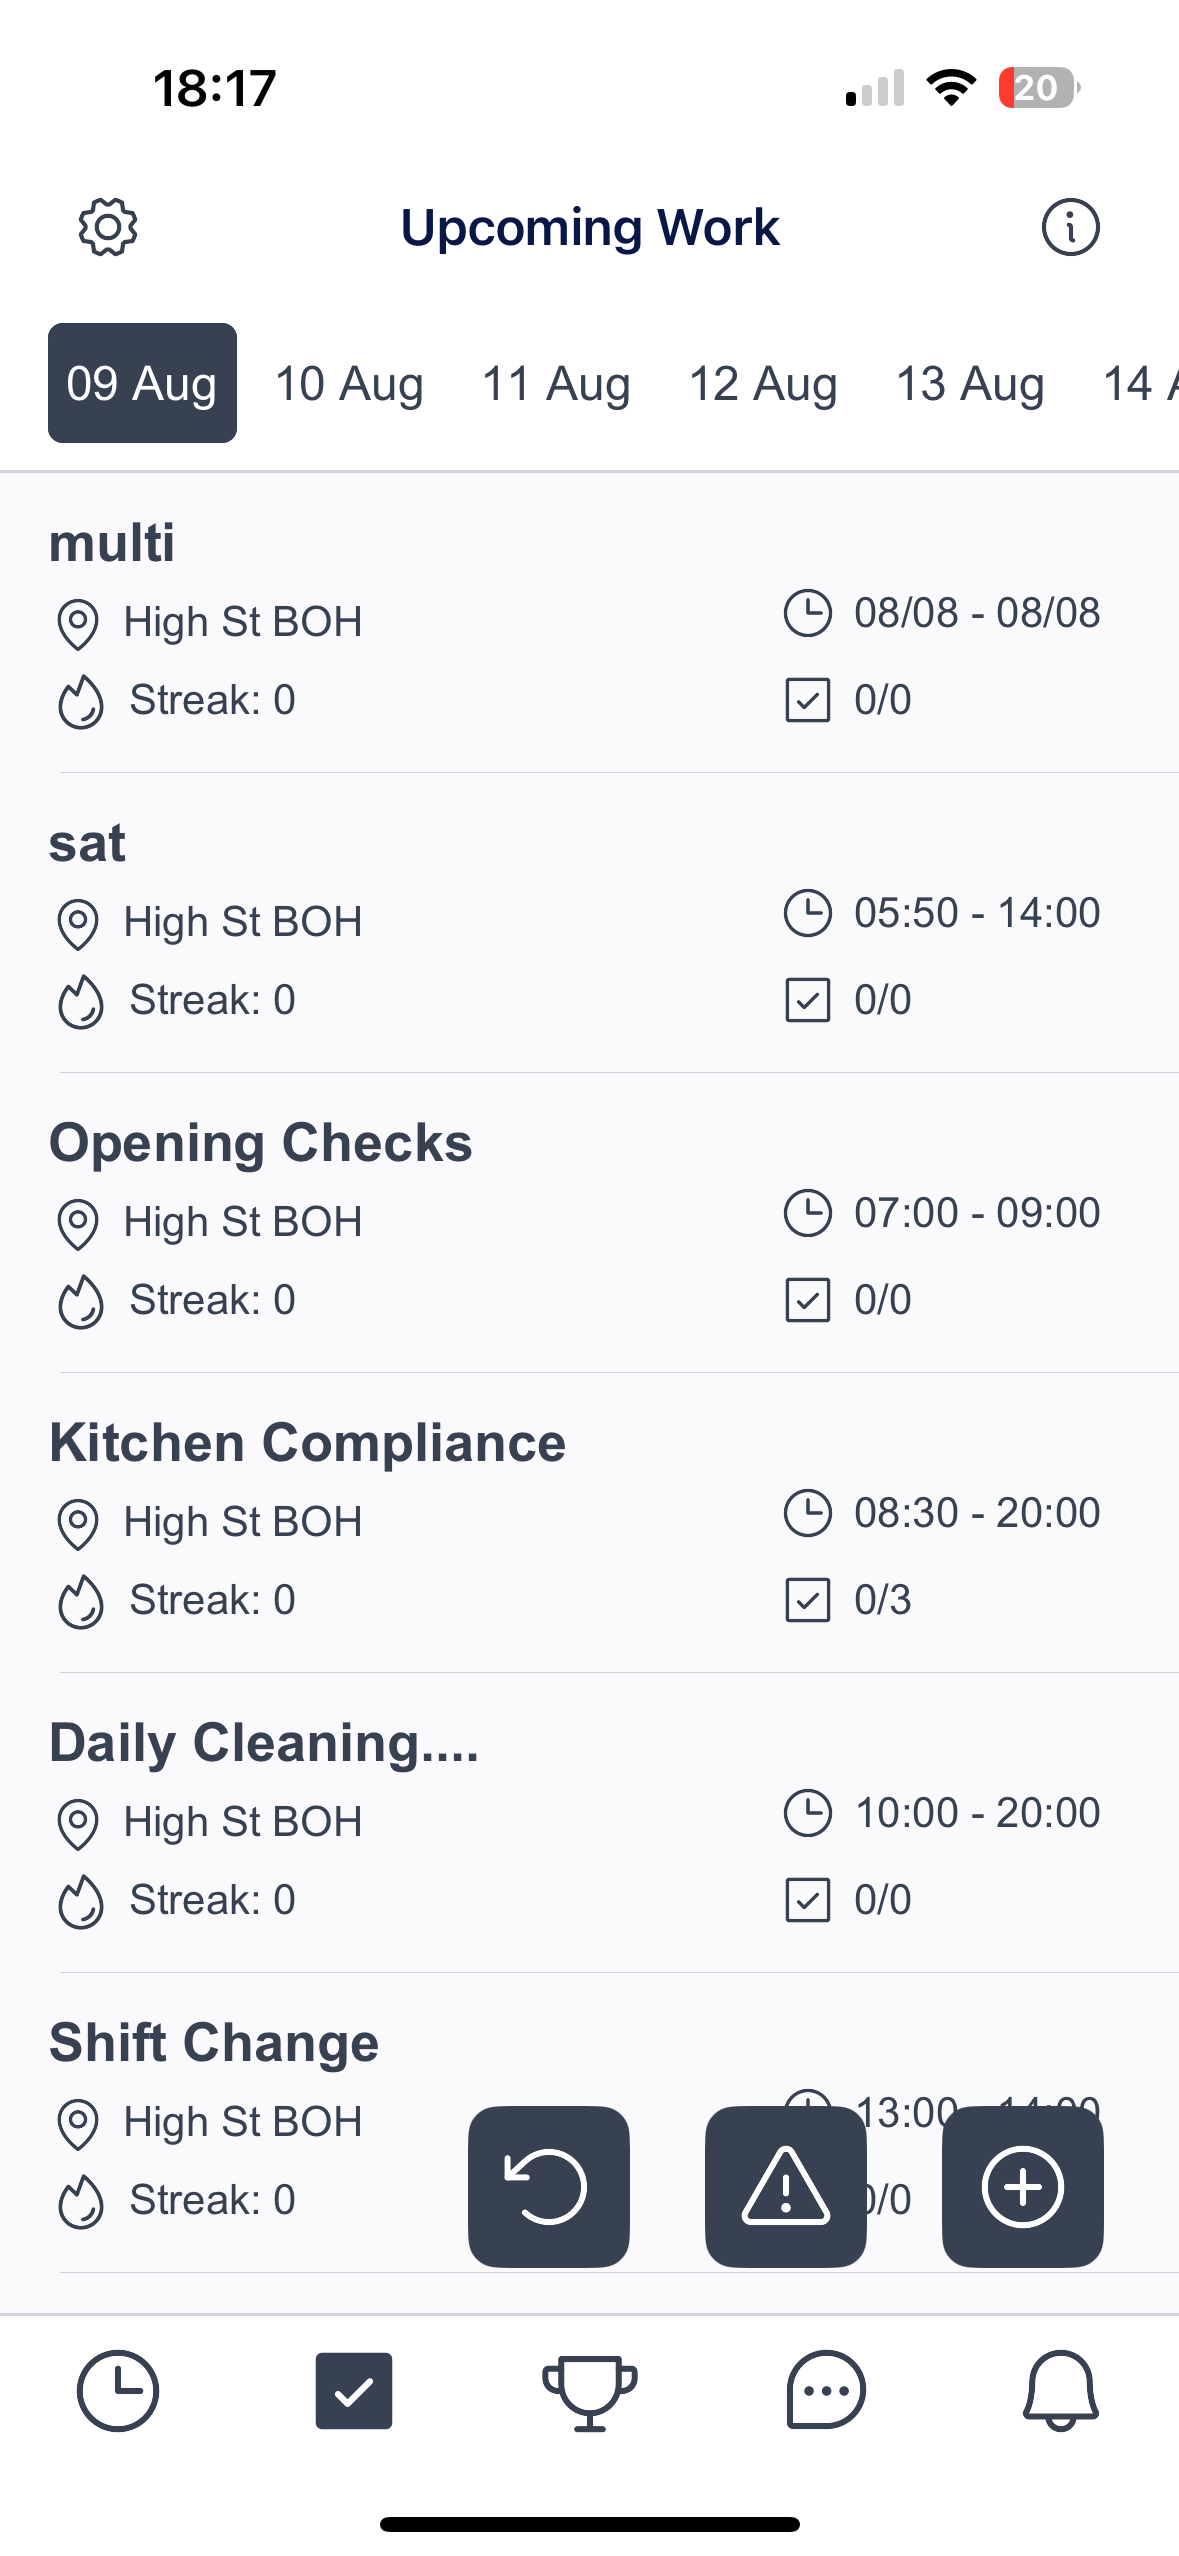 18:17
20
Upcoming Work
09 Aug 10 Aug 11 Aug 12 Aug 13 Aug 14
multi
High St BOH 08/08 - 08/08
Streak: 0 0/0
sat
High St BOH 05:50 - 14:00
Streak: 0 0/0
Opening Checks
High St BOH 07:00 - 09:00
Streak: 0 0/0
Kitchen Compliance
High St BOH 08:30 - 20:00
Streak: 0 0/3
Daily Cleaning....
High St BOH 10:00 - 20:00
Streak: 0 0/0
Shift Change
High St BOH 13:00 - 14:00
Streak: 0 0/0